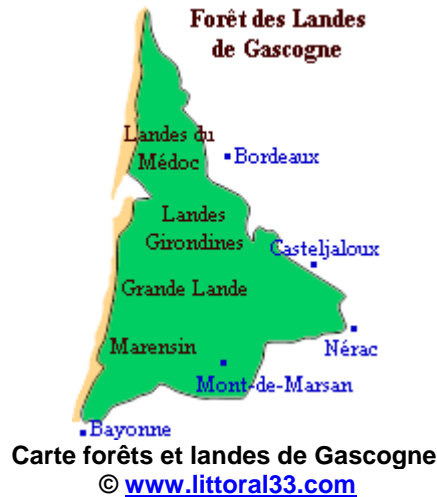 Forêt des Landes
de Gascogne
Landes du
Médoc
Bordeaux
Landes
Girondines
Casteljaloux
Grande Lande
Marensin
Nérac
Mont-de-Marsan
Bayonne
Carte forêts et landes de Gascogne
© www.littoral33.com